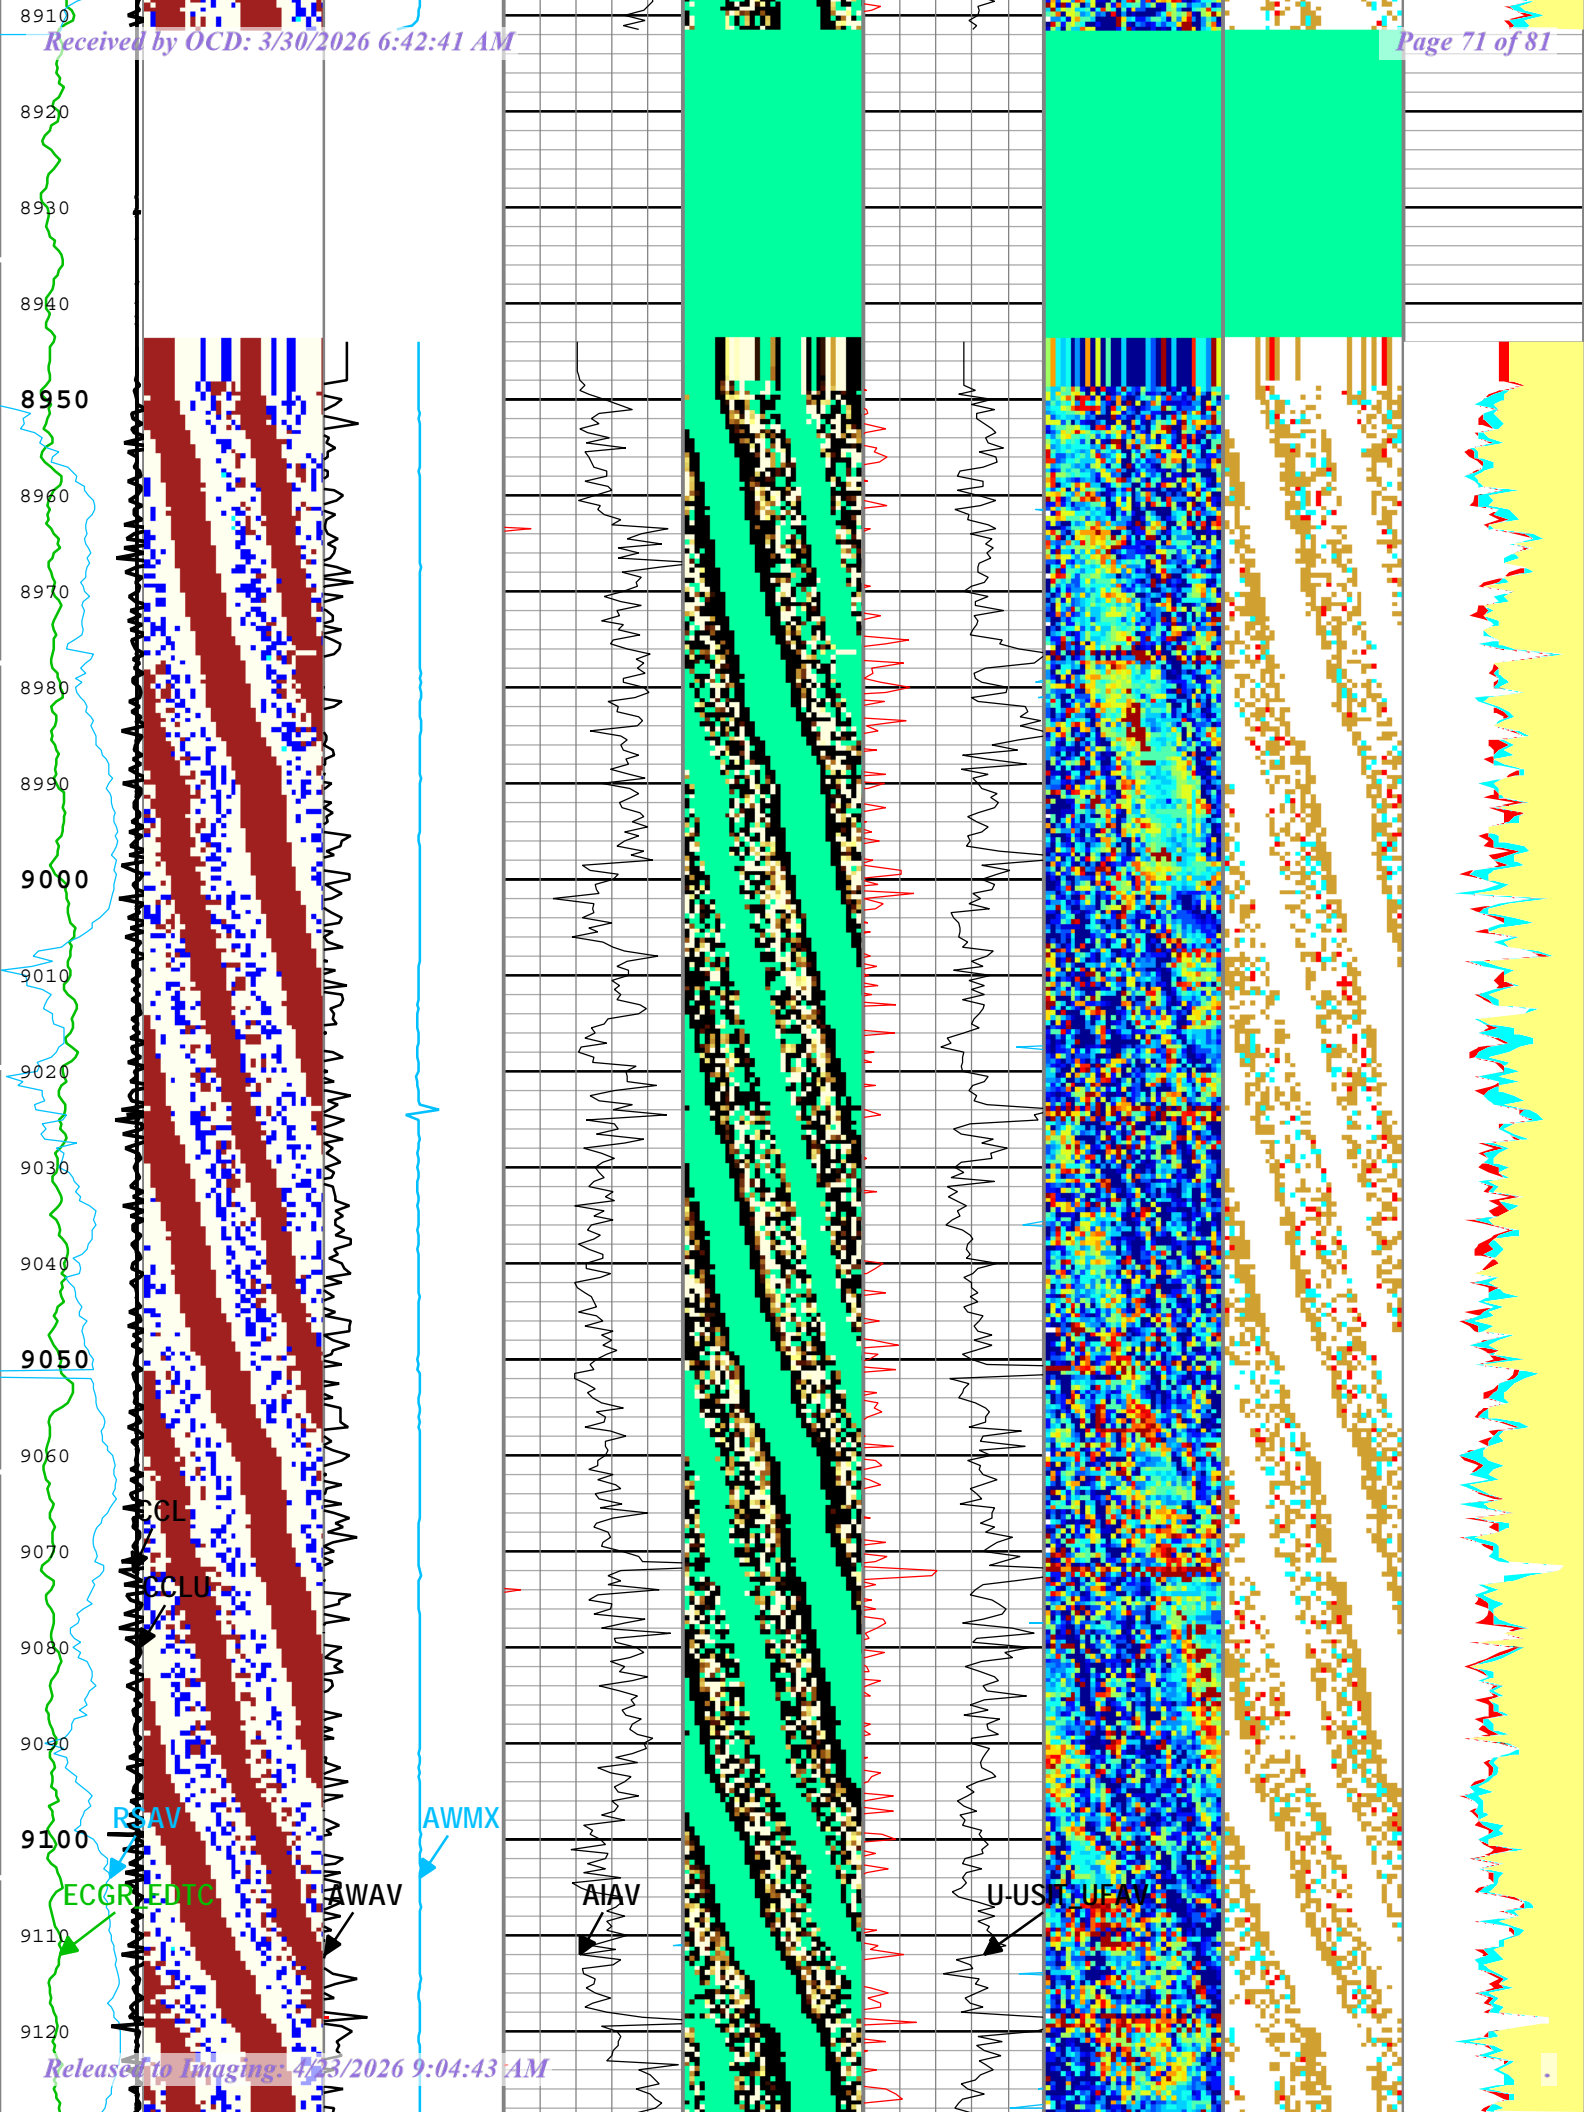 8910
Received by OCD: 3/30/2026 6:42:41 AM
Page 71 of 81
8920
8930
8940
8950
8960
8970
8980
8990
9000
9010
9020
9030
9040
9050
9060
CCL
9070
CCLU
9080
9090
RSAV
AWMX
9100
ECGR_EDTC
AWAV
AIAV
U-USIT_UFAV
9110
9120
Released to Imaging: 4/23/2026 9:04:43 AM